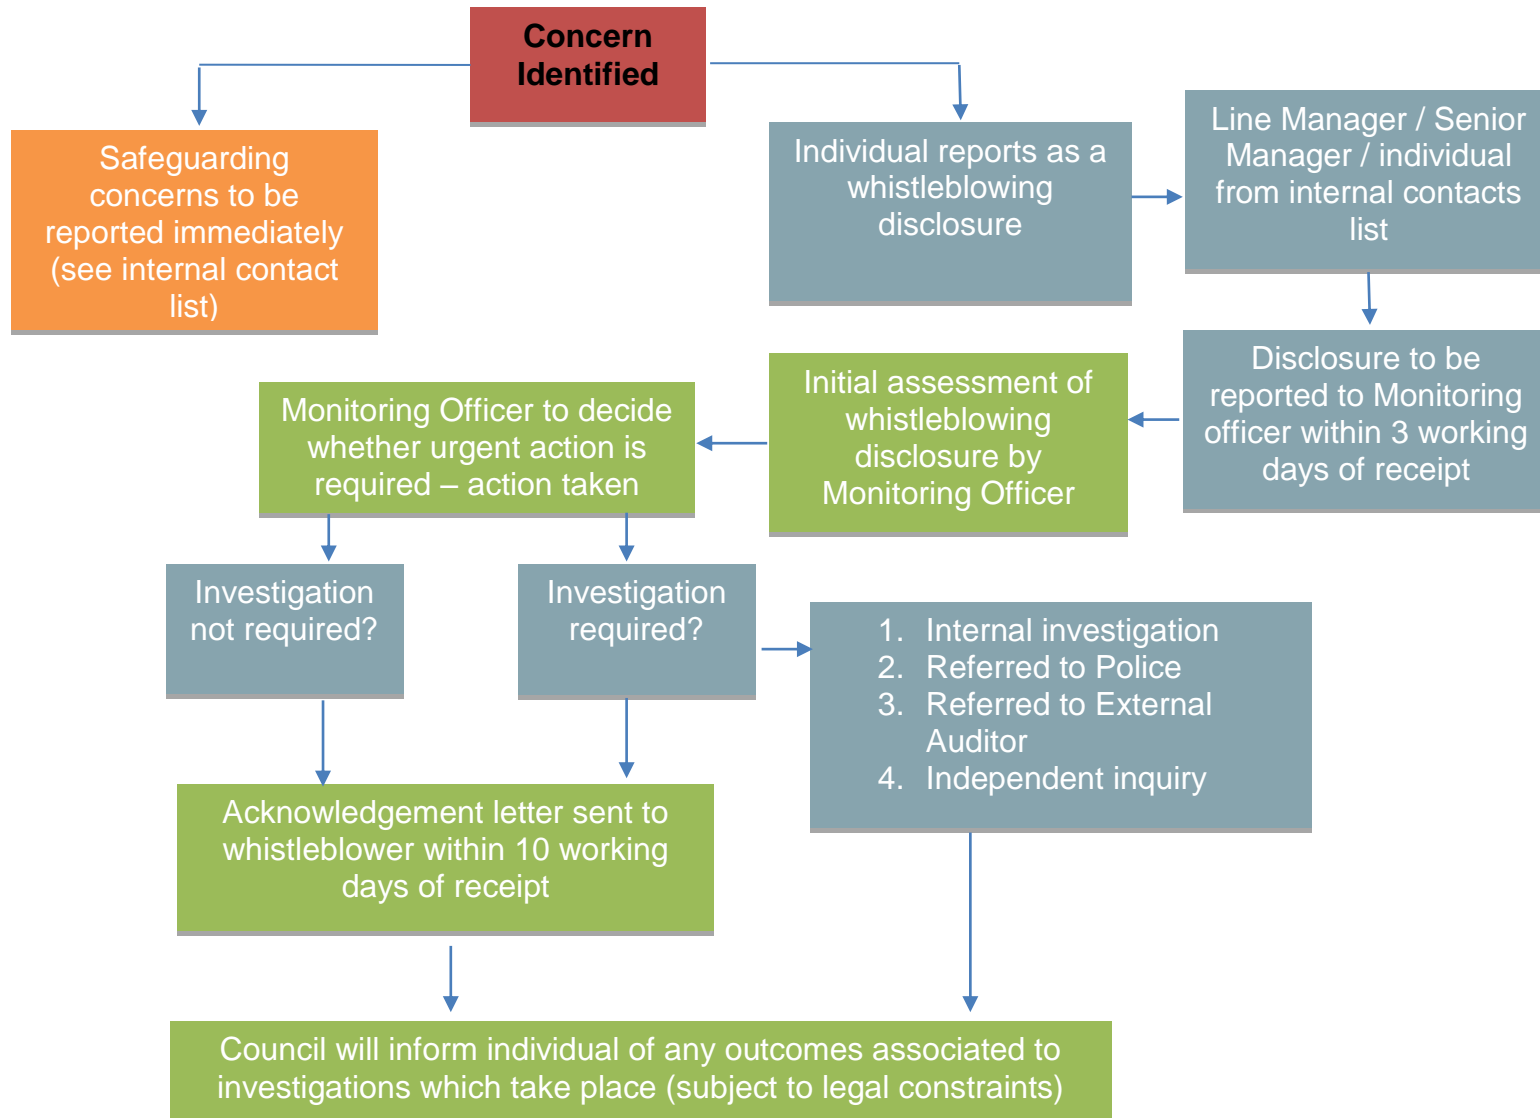 Concern
Identified
Safeguarding
concerns to be
reported immediately
(see internal contact
list)
Individual reports as a
whistleblowing
disclosure
Line Manager / Senior
Manager / individual
from internal contacts
list
Disclosure to be
reported to Monitoring
officer within 3 working
days of receipt
Initial assessment of
whistleblowing
disclosure by
Monitoring Officer
Monitoring Officer to decide
whether urgent action is
required – action taken
Investigation
not required?
Investigation
required?
1. Internal investigation
2. Referred to Police
3. Referred to External
Auditor
4. Independent inquiry
Acknowledgement letter sent to
whistleblower within 10 working
days of receipt
Council will inform individual of any outcomes associated to
investigations which take place (subject to legal constraints)